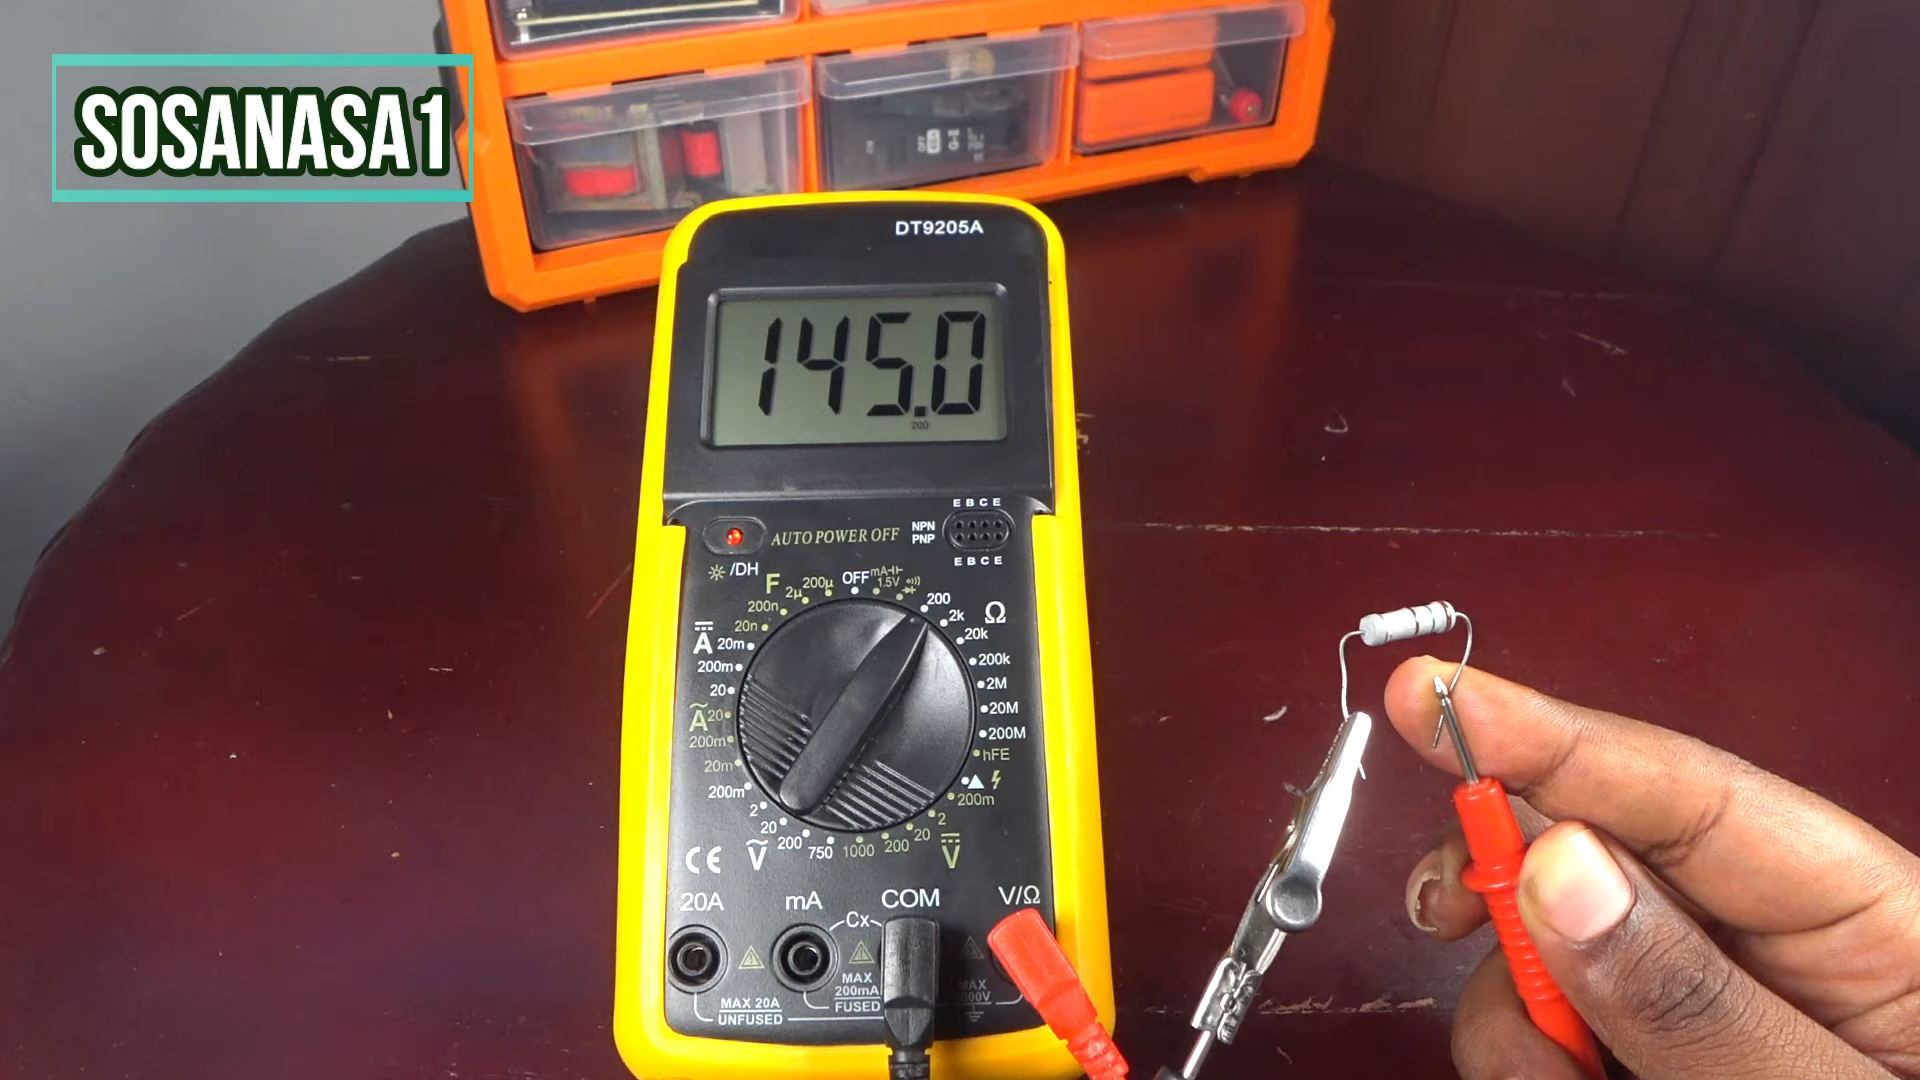 SOSANASA1
DT9205A
145.0
200
AUTO POWER OFF
E B C E
NPN
PNP
E B C E
/DH
F
2µ
200µ
OFF
mA
1.5V
200n
20n
200
2k
Ω
20k
200k
2M
20M
200M
hFE
A
20m
200m
20
A
20
200m
20m
200m
2
20
200
750
V
1000
200
20
2
200m
V
CE
20A
mA
COM
V/Ω
Cx
MAX 20A
UNFUSED
MAX
200mA
FUSED
MAX